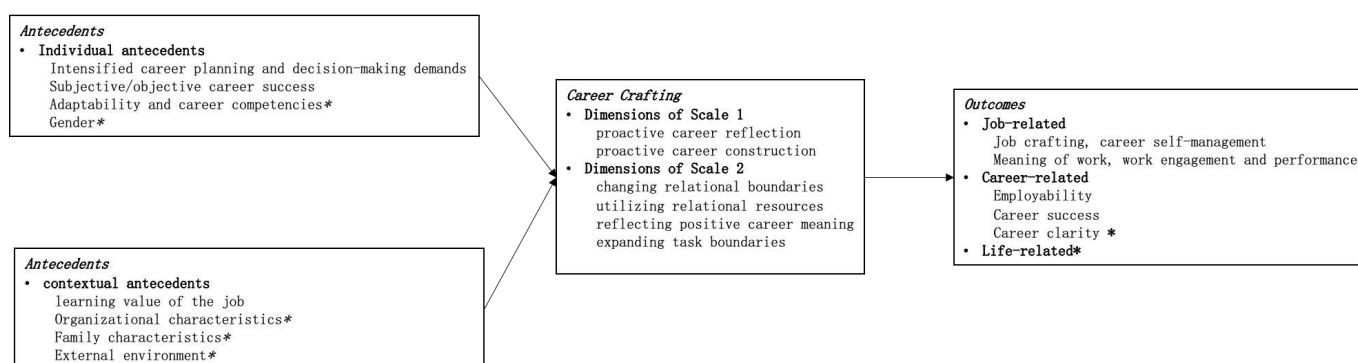 Antecedents
• Individual antecedents
Intensified career planning and decision-making demands
Subjective/objective career success
Adaptability and career competencies*
Gender*
Antecedents
• contextual antecedents
learning value of the job
Organizational characteristics*
Family characteristics*
External environment*
Career Crafting
• Dimensions of Scale 1
proactive career reflection
proactive career construction
• Dimensions of Scale 2
changing relational boundaries
utilizing relational resources
reflecting positive career meaning
expanding task boundaries
Outcomes
• Job-related
Job crafting, career self-management
Meaning of work, work engagement and performance
• Career-related
Employability
Career success
Career clarity *
• Life-related*